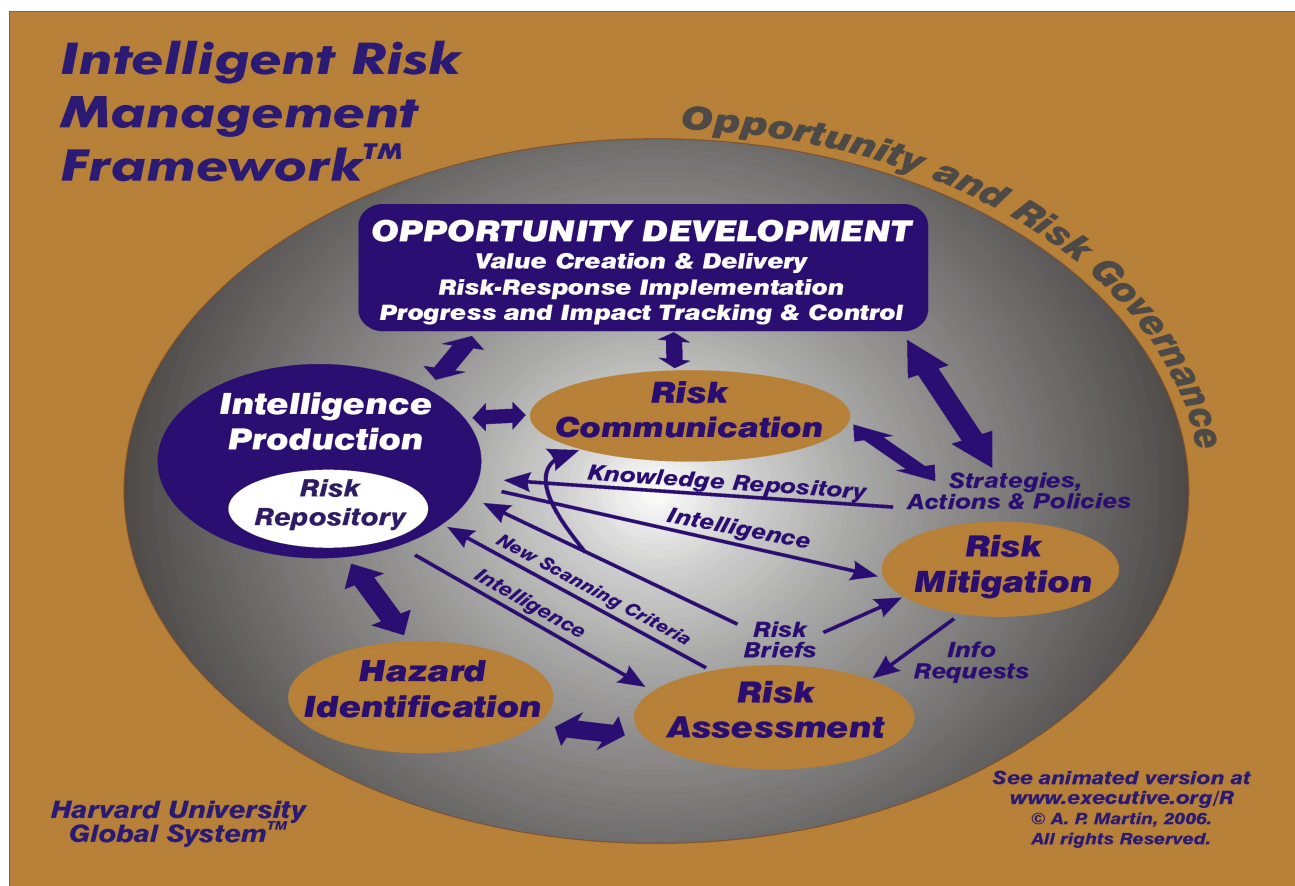 Intelligent Risk
Management
Framework™
Opportunity and Risk Governance
OPPORTUNITY DEVELOPMENT
Value Creation & Delivery
Risk-Response Implementation
Progress and Impact Tracking & Control
Intelligence
Production
Risk
Repository
Risk
Communication
Knowledge Repository
Strategies,
Actions & Policies
Intelligence
Risk
Mitigation
New Scanning Criteria
Intelligence
Risk
Briefs
Info
Requests
Hazard
Identification
Risk
Assessment
Harvard University
Global System™
See animated version at
www.executive.org/R
© A. P. Martin, 2006.
All rights Reserved.